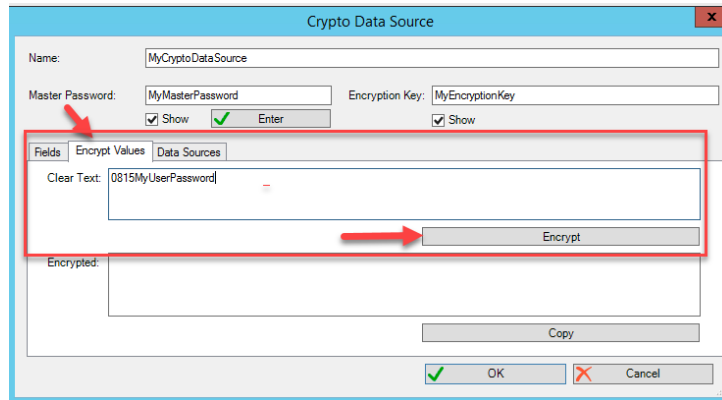 Crypto Data Source
x
Name: MyCryptoDataSource
Master Password: MyMasterPassword Encryption Key: MyEncryptionKey
Show Enter Show
Fields Encrypt Values Data Sources
Clear Text: 0815MyUserPassword
Encrypt
Encrypted:
Copy
OK Cancel